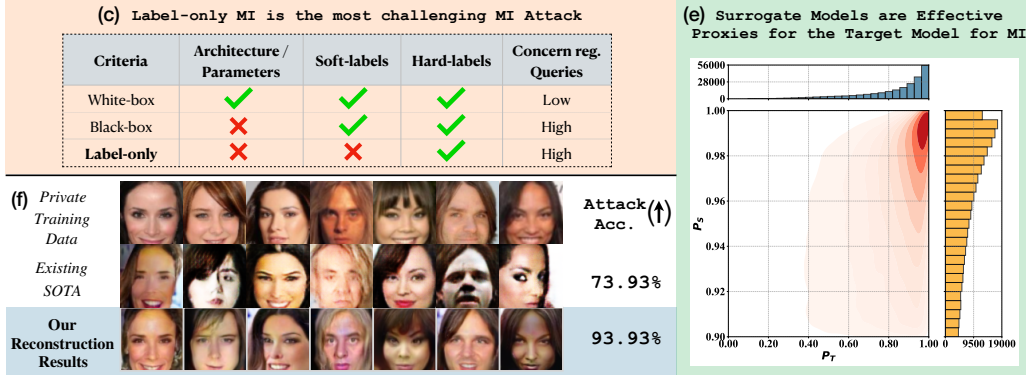 (c) Label-only MI is the most challenging MI Attack
Criteria
Architecture /
Parameters
Soft-labels
Hard-labels
Concern reg.
Queries
White-box
Low
Black-box
High
Label-only
High
(f) Private
Training
Data
Attack
Acc. (↑)
Existing
SOTA
73.93%
Our
Reconstruction
Results
93.93%
(e) Surrogate Models are Effective
Proxies for the Target Model for MI
56000
28000
0
1.00
0.98
0.96
0.94
0.92
0.90
P_S
0.00 0.20 0.40 0.60 0.80 1.00
P_T
0 9500 19000